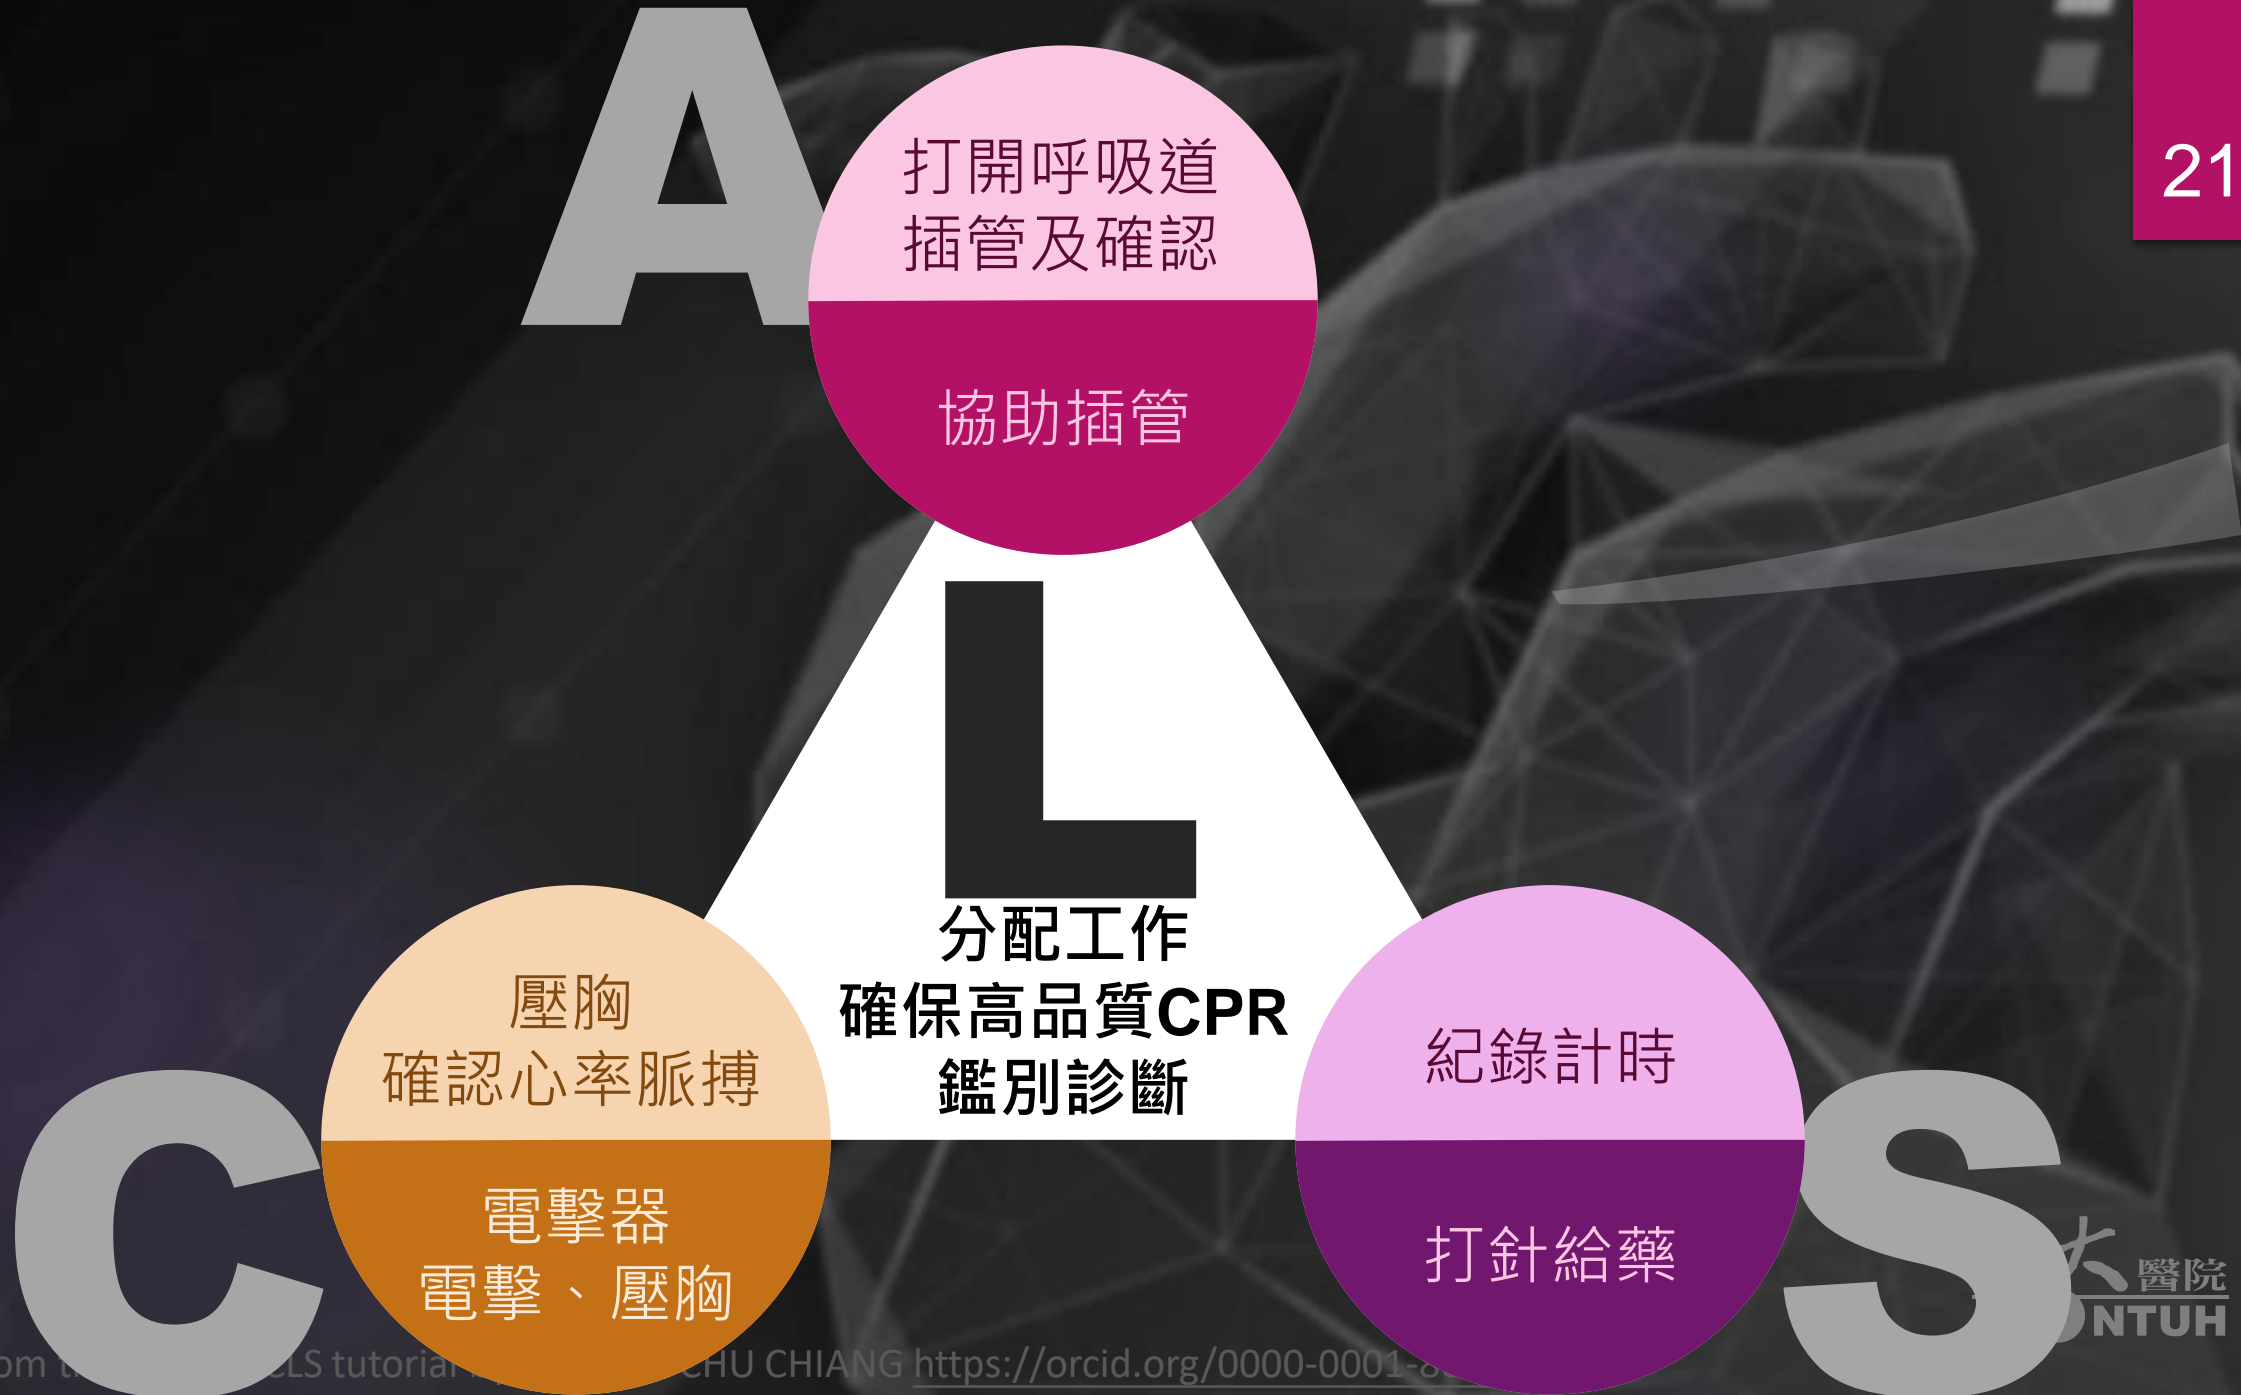 A
打開呼吸道
插管及確認
協助插管
21
L
分配工作
確保高品質CPR
鑑別診斷
C
壓胸
確認心率脈搏
電擊器
電擊、壓胸
S
紀錄計時
打針給藥
醫院
NTUH
tutorial CHIANG https://orcid.org/0000-0001-8